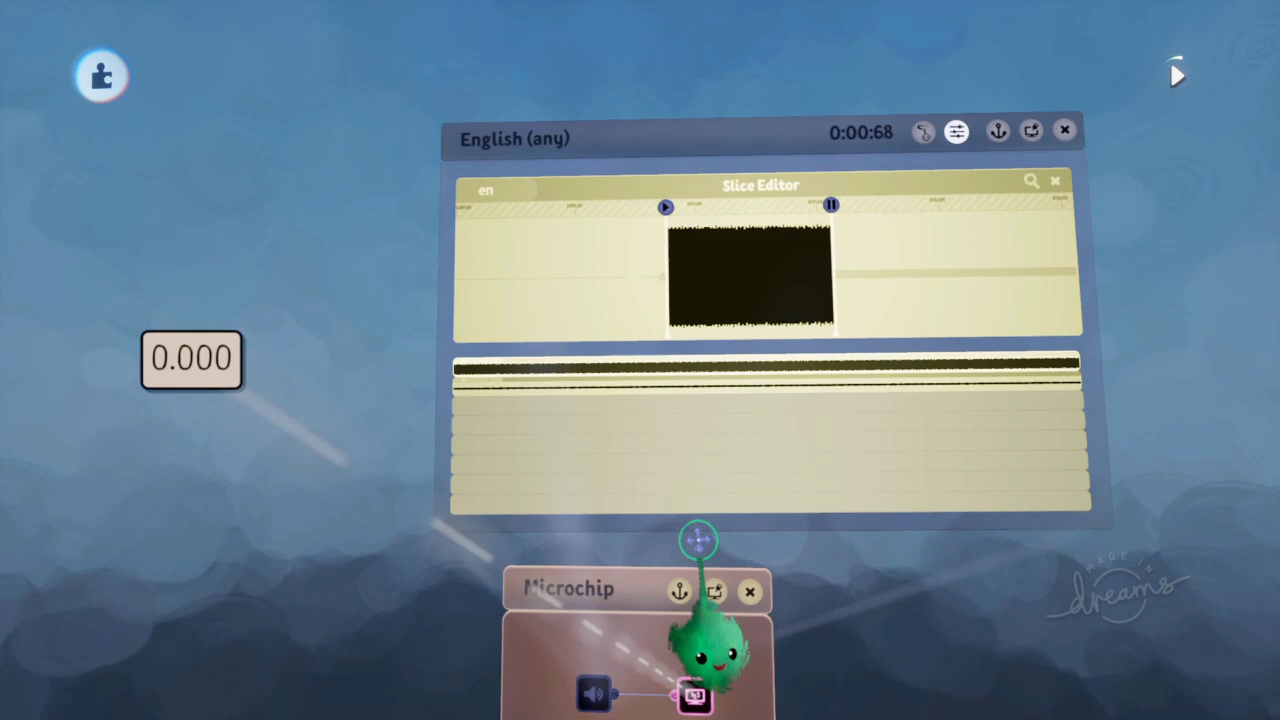 English (any)
0:00:68
en
Slice Editor
0.000
Microchip
MADE IN
dreams